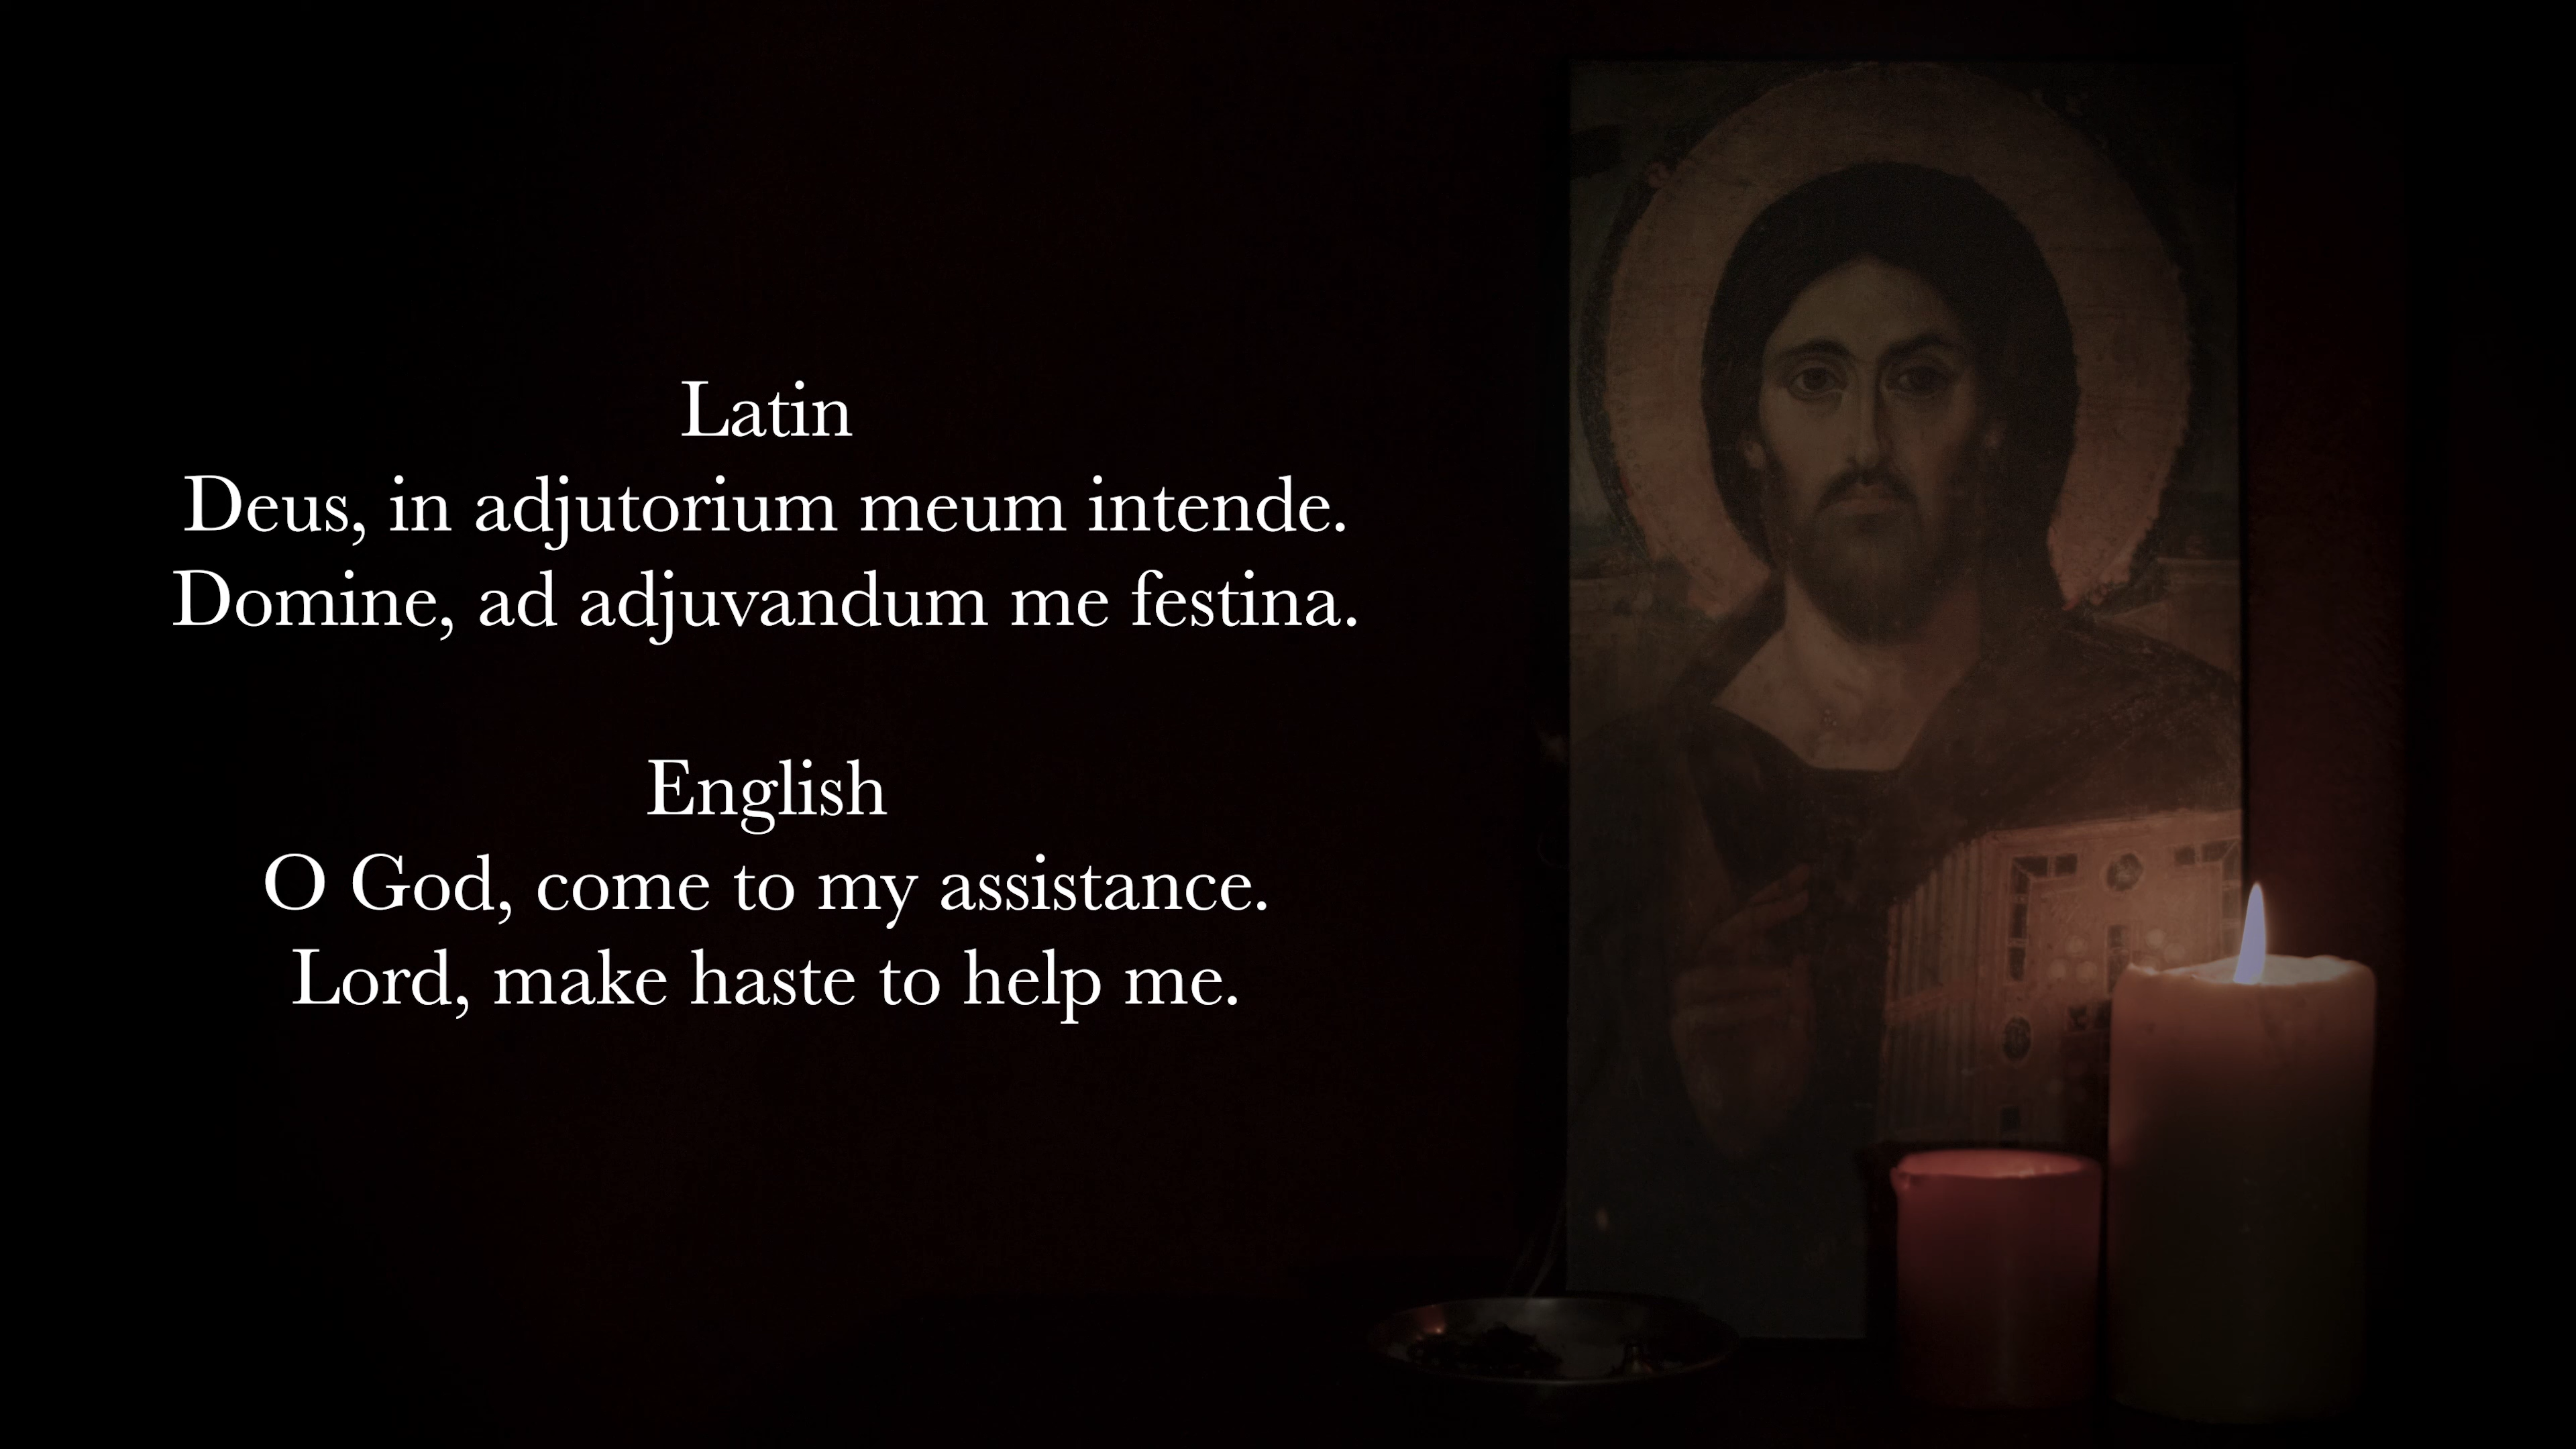 Latin
Deus, in adjutorium meum intende.
Domine, ad adjuvandum me festina.
English
O God, come to my assistance.
Lord, make haste to help me.